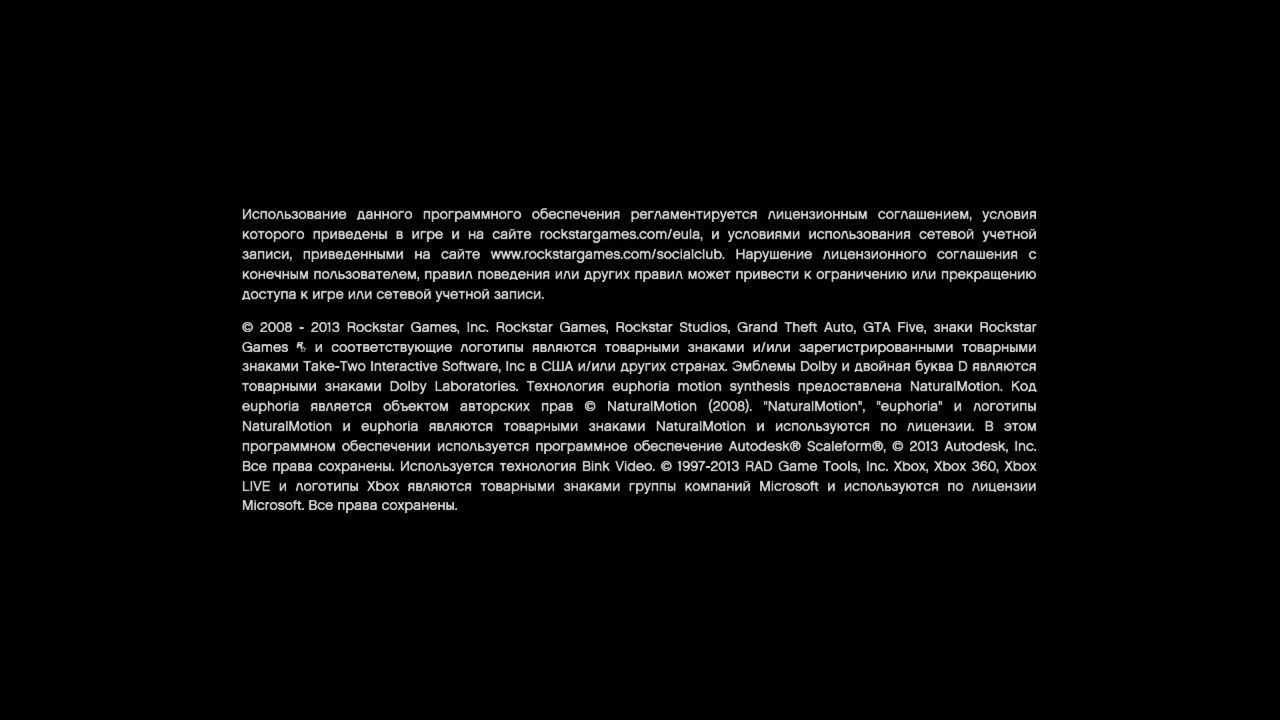 Использование данного программного обеспечения регламентируется лицензионным соглашением, условия
которого приведены в игре и на сайте rockstargames.com/eula, и условиями использования сетевой учетной
записи, приведенными на сайте www.rockstargames.com/socialclub. Нарушение лицензионного соглашения с
конечным пользователем, правил поведения или других правил может привести к ограничению или прекращению
доступа к игре или сетевой учетной записи.
© 2008 - 2013 Rockstar Games, Inc. Rockstar Games, Rockstar Studios, Grand Theft Auto, GTA Five, знаки Rockstar
Games R* и соответствующие логотипы являются товарными знаками и/или зарегистрированными товарными
знаками Take-Two Interactive Software, Inc в США и/или других странах. Эмблемы Dolby и двойная буква D являются
товарными знаками Dolby Laboratories. Технология euphoria motion synthesis предоставлена NaturalMotion. Код
euphoria является объектом авторских прав © NaturalMotion (2008). "NaturalMotion", "euphoria" и логотипы
NaturalMotion и euphoria являются товарными знаками NaturalMotion и используются по лицензии. В этом
программном обеспечении используется программное обеспечение Autodesk® Scaleform®, © 2013 Autodesk, Inc.
Все права сохранены. Используется технология Bink Video. © 1997-2013 RAD Game Tools, Inc. Xbox, Xbox 360, Xbox
LIVE и логотипы Xbox являются товарными знаками группы компаний Microsoft и используются по лицензии
Microsoft. Все права сохранены.